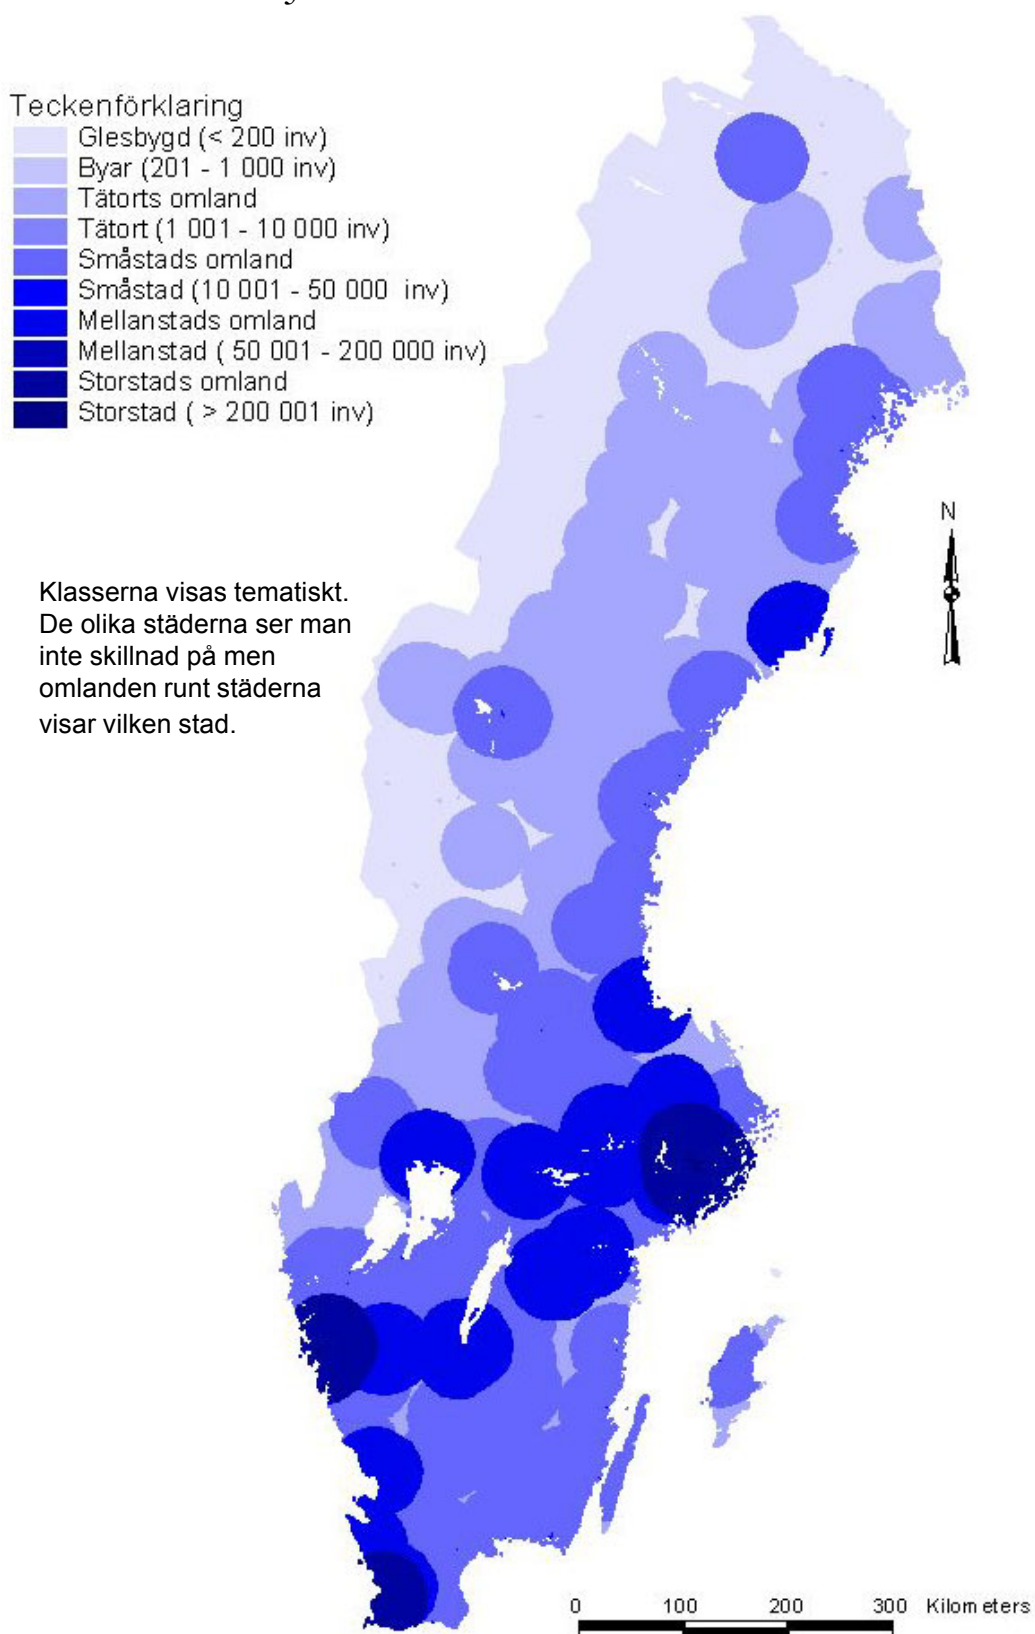 Teckenförklaring
Glesbygd (< 200 inv)
Byar (201 - 1 000 inv)
Tätorts omland
Tätort (1 001 - 10 000 inv)
Småstads omland
Småstad (10 001 - 50 000 inv)
Mellanstads omland
Mellanstad ( 50 001 - 200 000 inv)
Storstads omland
Storstad ( > 200 001 inv)
N
Klasserna visas tematiskt.
De olika städerna ser man
inte skillnad på men
omlanden runt städerna
visar vilken stad.
0 100 200 300 Kilometers